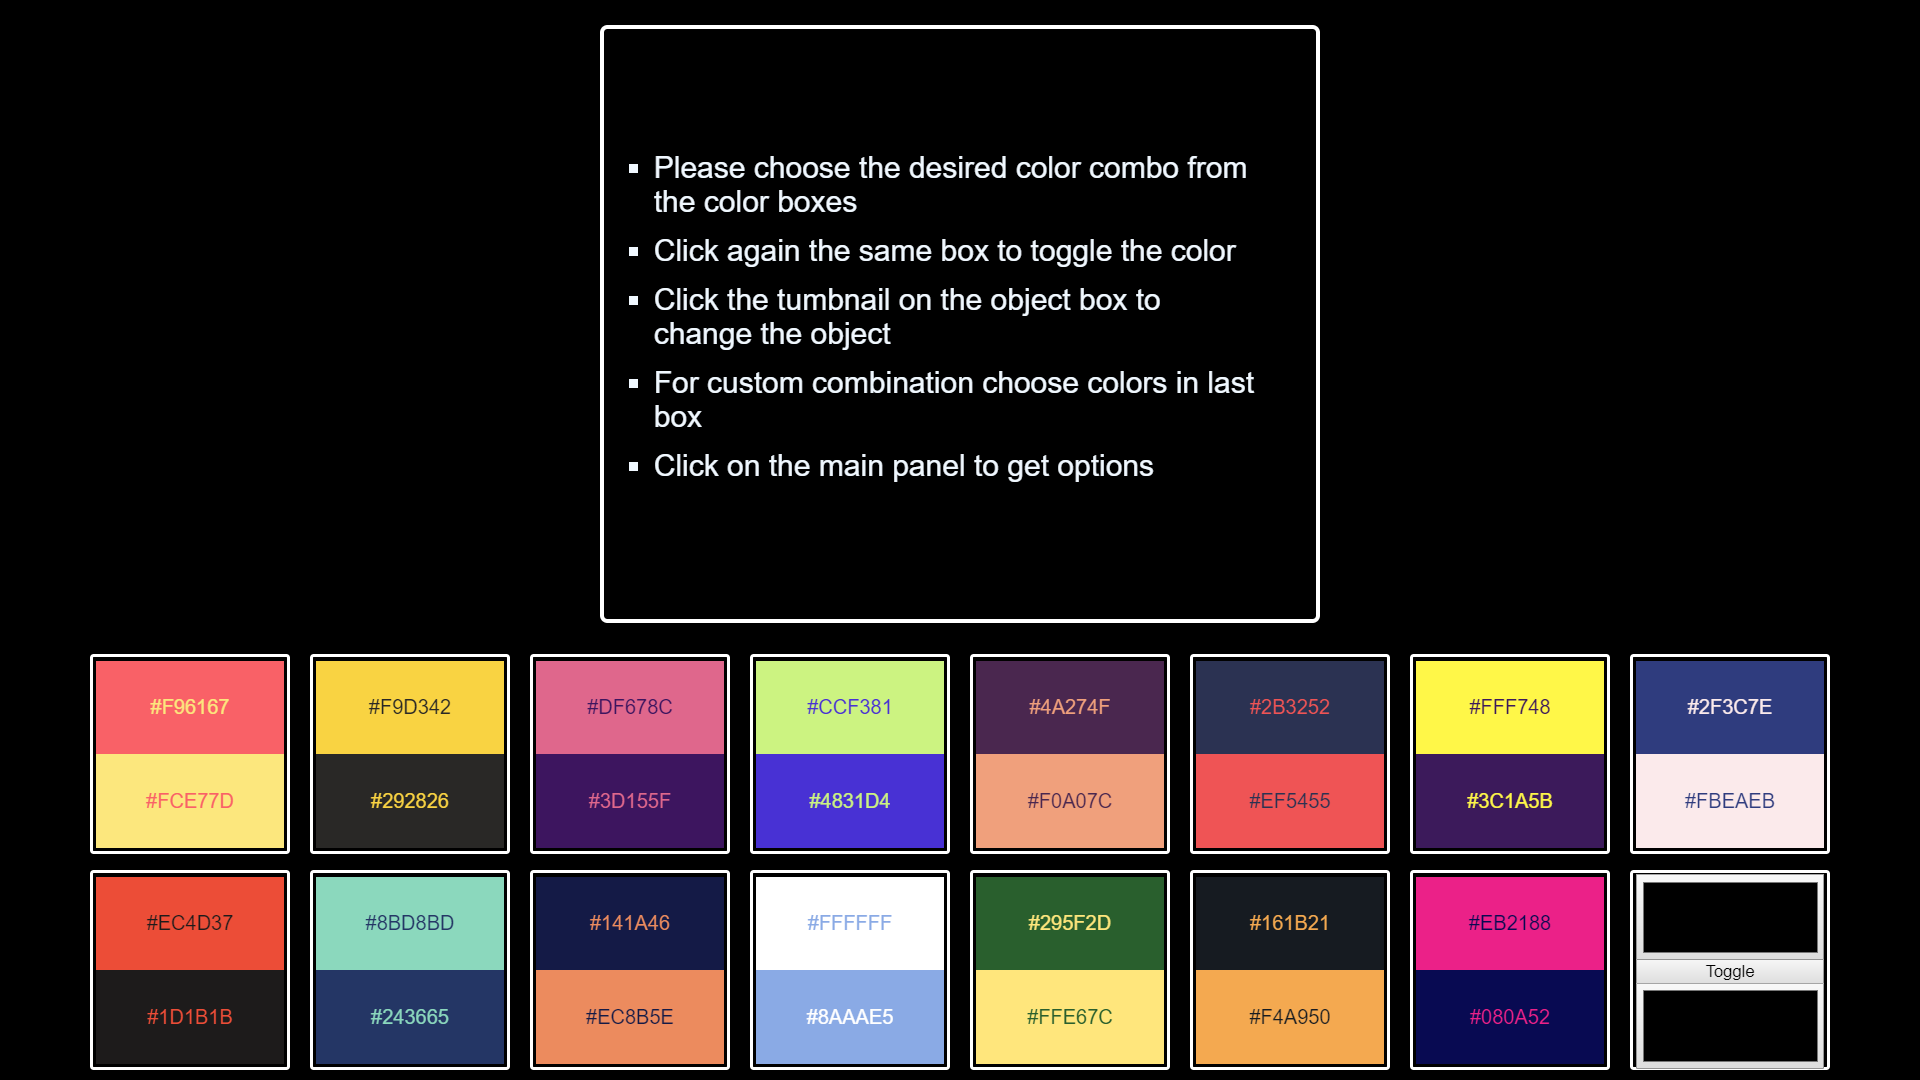 Please choose the desired color combo from
the color boxes
Click again the same box to toggle the color
Click the tumbnail on the object box to
change the object
For custom combination choose colors in last
box
Click on the main panel to get options
#F96167
#FCE77D
#F9D342
#292826
#DF678C
#3D155F
#CCF381
#4831D4
#4A274F
#F0A07C
#2B3252
#EF5455
#FFF748
#3C1A5B
#2F3C7E
#FBEAEB
#EC4D37
#1D1B1B
#8BD8BD
#243665
#141A46
#EC8B5E
#FFFFFF
#8AAAE5
#295F2D
#FFE67C
#161B21
#F4A950
#EB2188
#080A52
Toggle